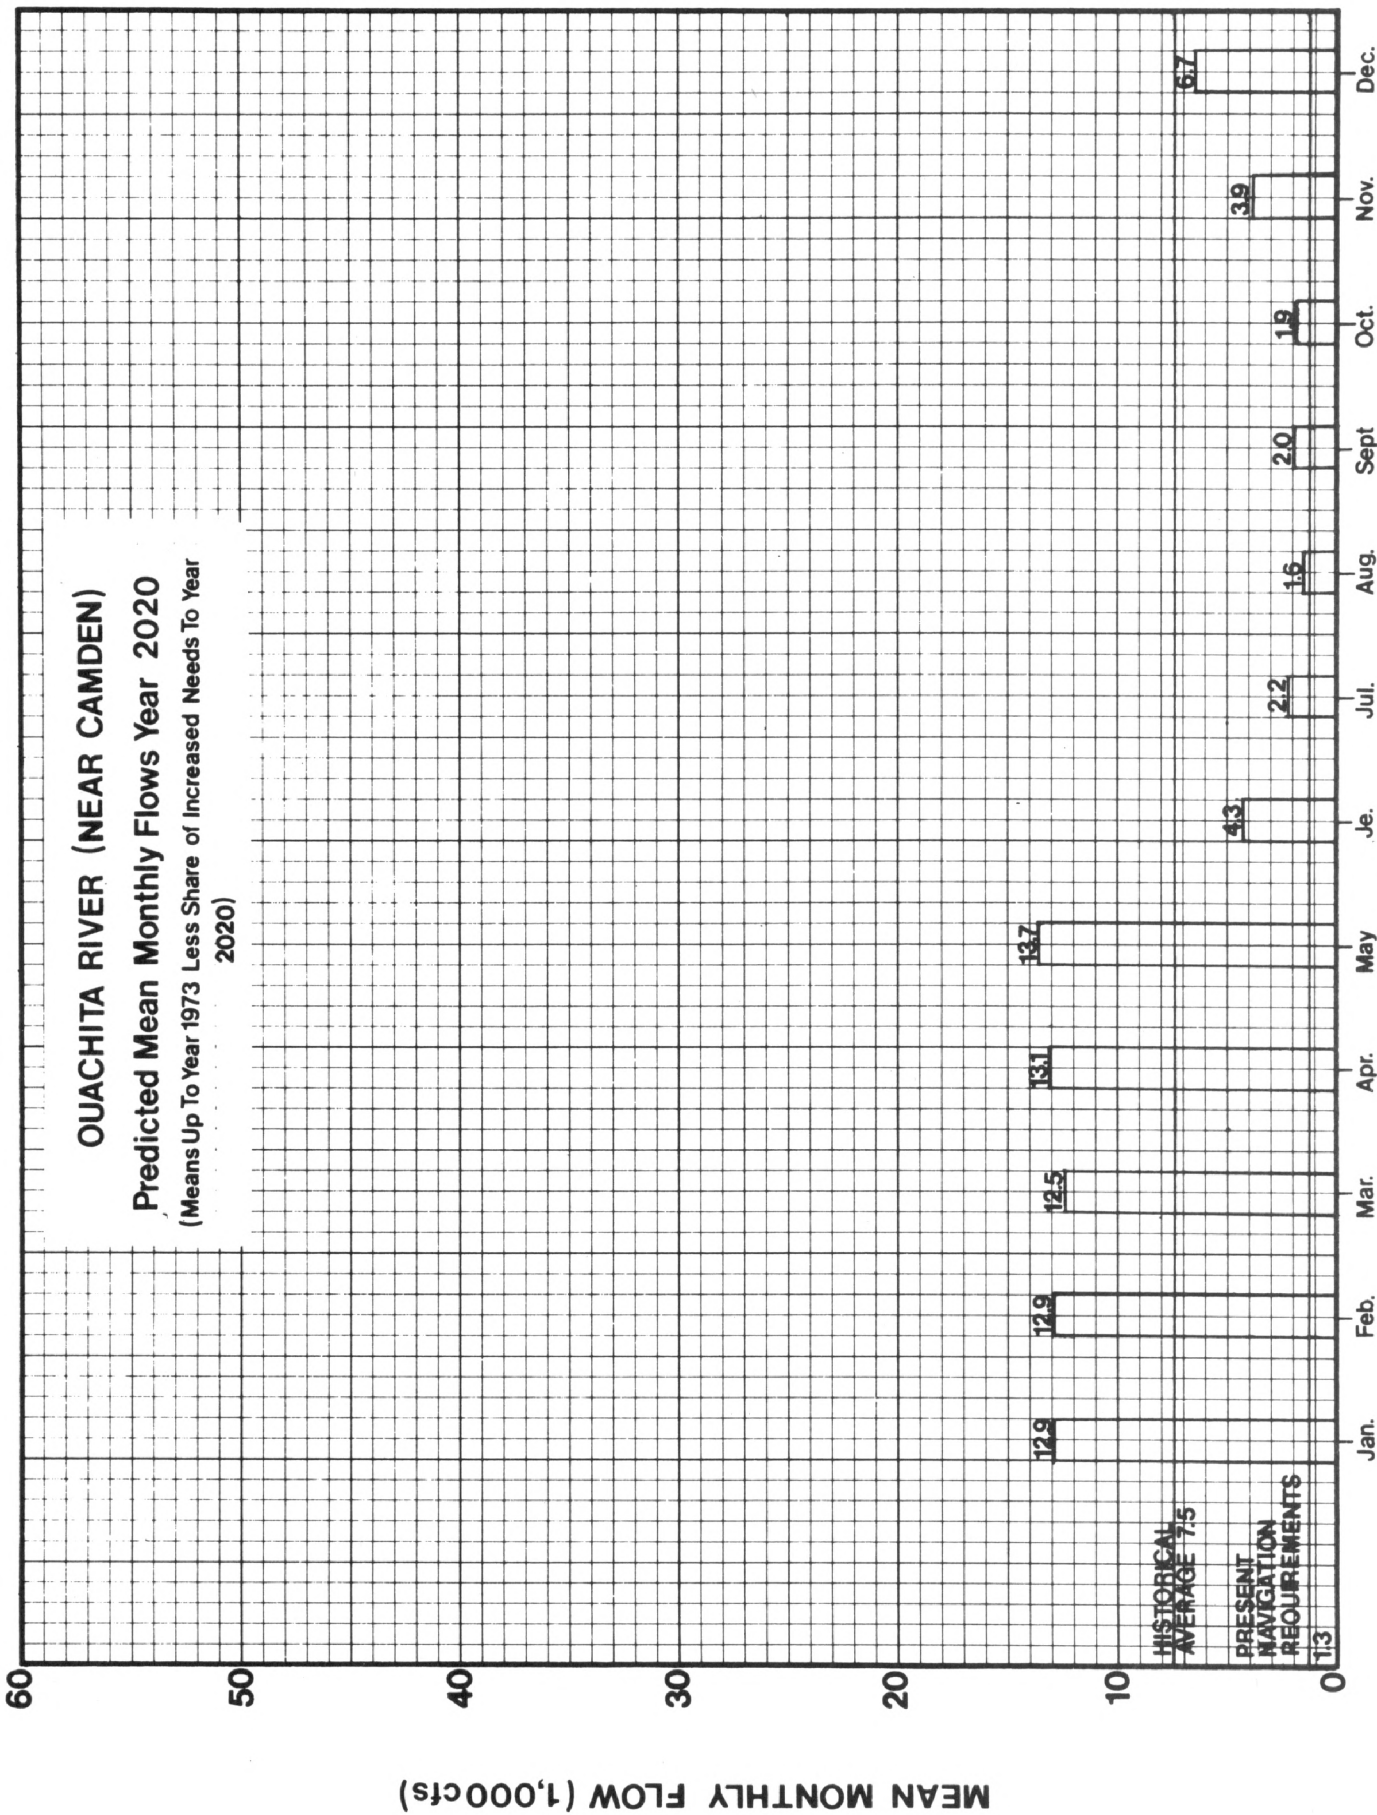 OUACHITA RIVER (NEAR CAMDEN)
Predicted Mean Monthly Flows Year 2020
(Means Up To Year 1973 Less Share of Increased Needs To Year
2020)
MEAN MONTHLY FLOW (1,000cfs)
60
50
40
30
20
10
0
HISTORICAL
AVERAGE 7.5
PRESENT
NAVIGATION
REQUIREMENTS
1.3
12.9
12.9
12.5
13.1
13.7
4.3
2.2
1.6
2.0
1.9
3.9
6.7
Jan.
Feb.
Mar.
Apr.
May
Je.
Jul.
Aug.
Sept
Oct.
Nov.
Dec.